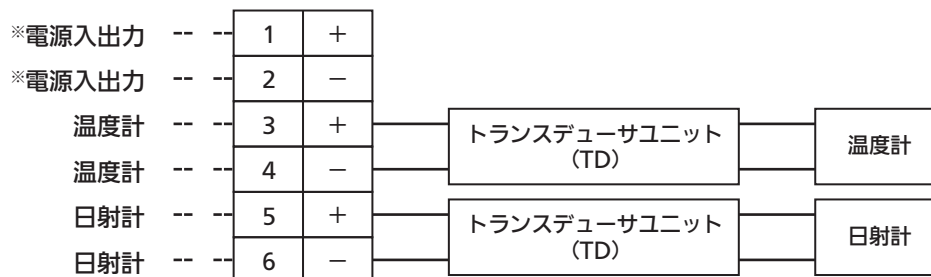 ※電源入出力 1 +
※電源入出力 2 −
温度計 3 + トランスデューサユニット 温度計
(TD)
温度計 4 −
日射計 5 + トランスデューサユニット 日射計
(TD)
日射計 6 −